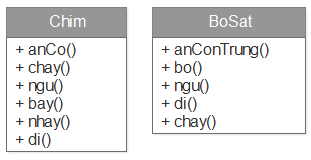 Chim
+ anCo()
+ chay()
+ ngu()
+ bay()
+ nhay()
+ di()
BoSat
+ anConTrung()
+ bo()
+ ngu()
+ di()
+ chay()